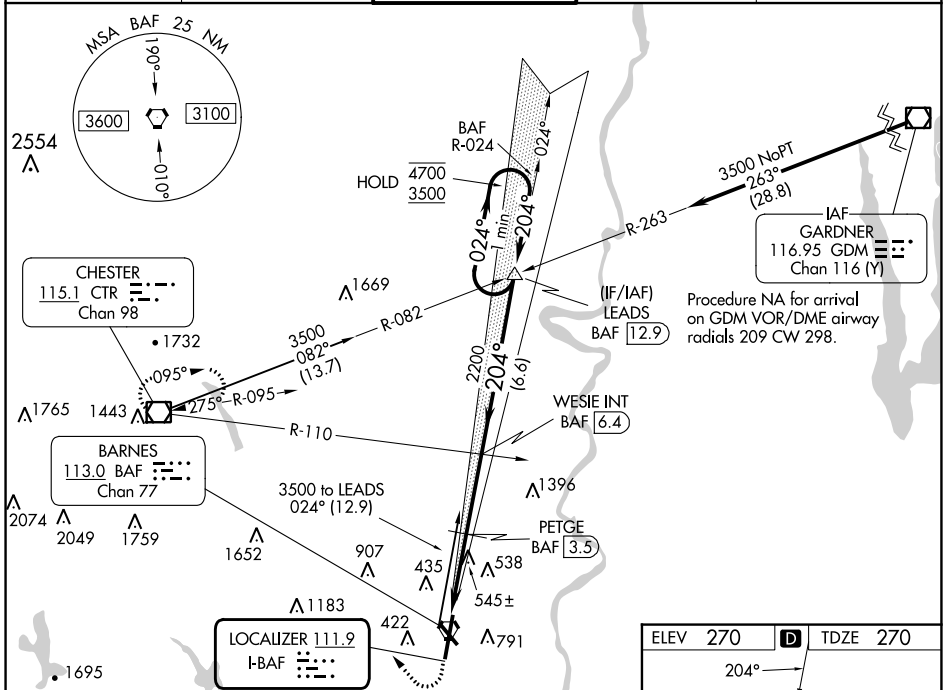 MSA BAF 25 NM
190°
3600
3100
010°
2554
BAF
R-024
024°
HOLD
4700
3500
024°
1 min
204°
3500 NoPT
263°
(28.8)
R-263
IAF
GARDNER
116.95 GDM
Chan 116 (Y)
CHESTER
115.1 CTR
Chan 98
1669
(IF/IAF)
LEADS
BAF 12.9
Procedure NA for arrival
on GDM VOR/DME airway
radials 209 CW 298.
1732
3500
082°
(13.7)
R-082
2200
204°
(6.6)
095°
275°
R-095
1765
1443
R-110
WESIE INT
BAF 6.4
BARNES
113.0 BAF
Chan 77
3500 to LEADS
024° (12.9)
1396
2074
2049
1759
1652
PETGE
BAF 3.5
907
435
538
545±
1183
422
791
LOCALIZER 111.9
I-BAF
1695
ELEV 270 D TDZE 270
204°